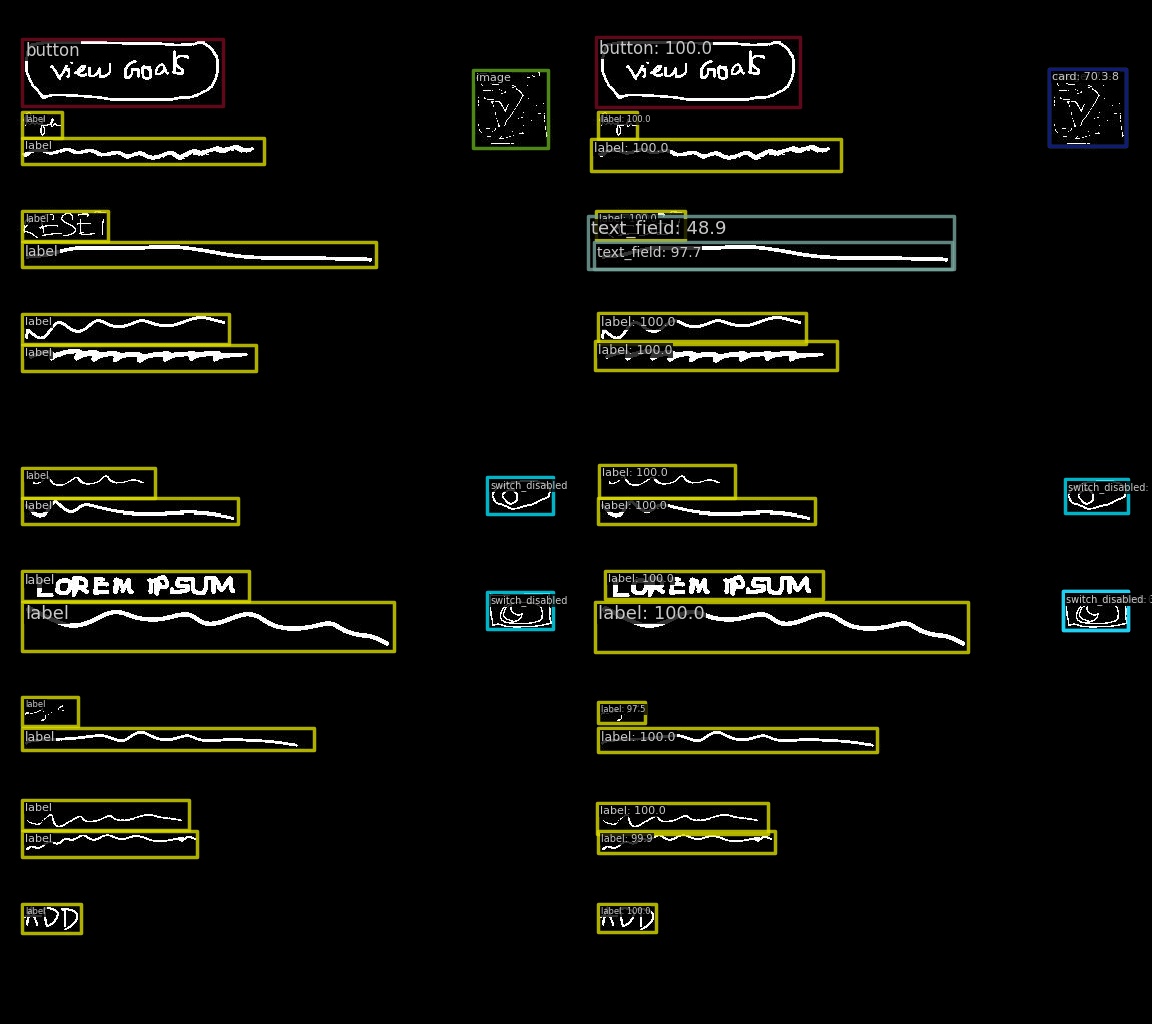 button
View Goals
button: 100.0
View Goals
image
card: 70.3.8
label
label: 100.0
label
label: 100.0
label
RESET
label: 100.0
text_field: 48.9
label
text_field: 97.7
label
label: 100.0
label
label: 100.0
label
switch_disabled
label: 100.0
switch_disabled:
label
label: 100.0
label
LOREM IPSUM
switch_disabled
label: 100.0
LOREM IPSUM
switch_disabled: 3
label
label: 100.0
label
label: 97.5
label
label: 100.0
label
label: 100.0
label
label: 99.9
label
ADD
label: 100.0
ADD